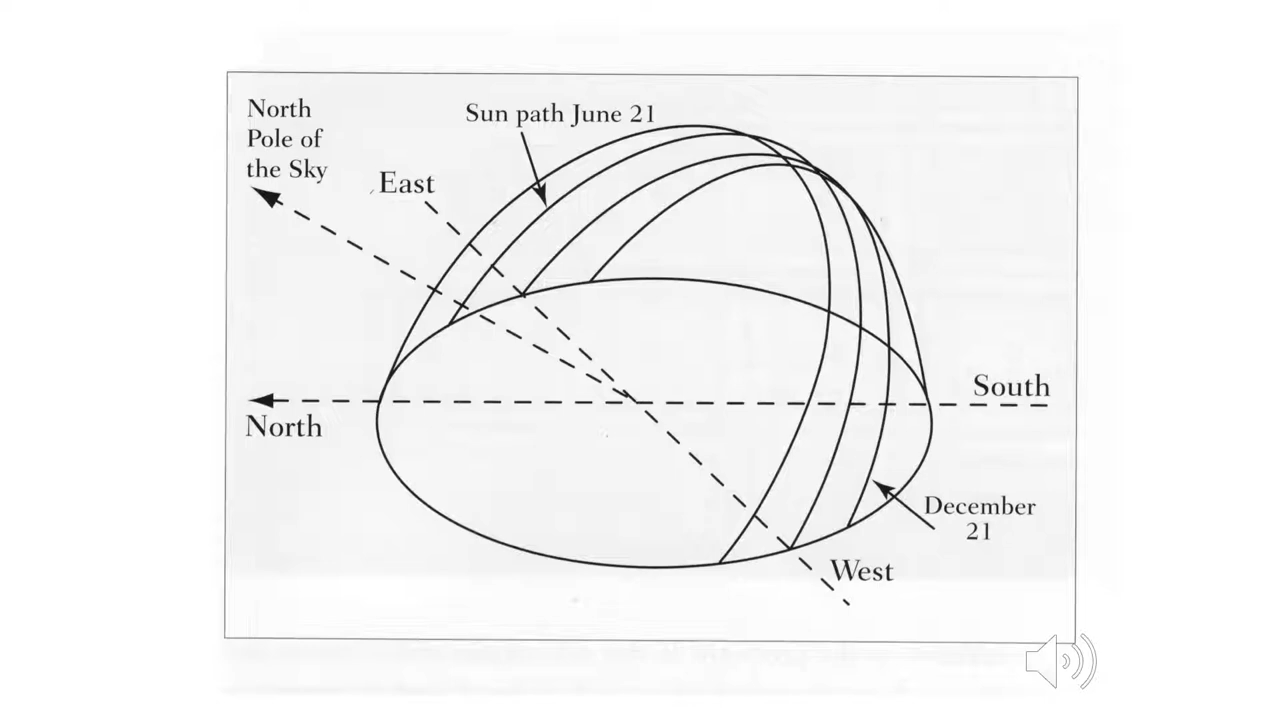 North
Pole of
the Sky
Sun path June 21
East
South
North
December
21
West